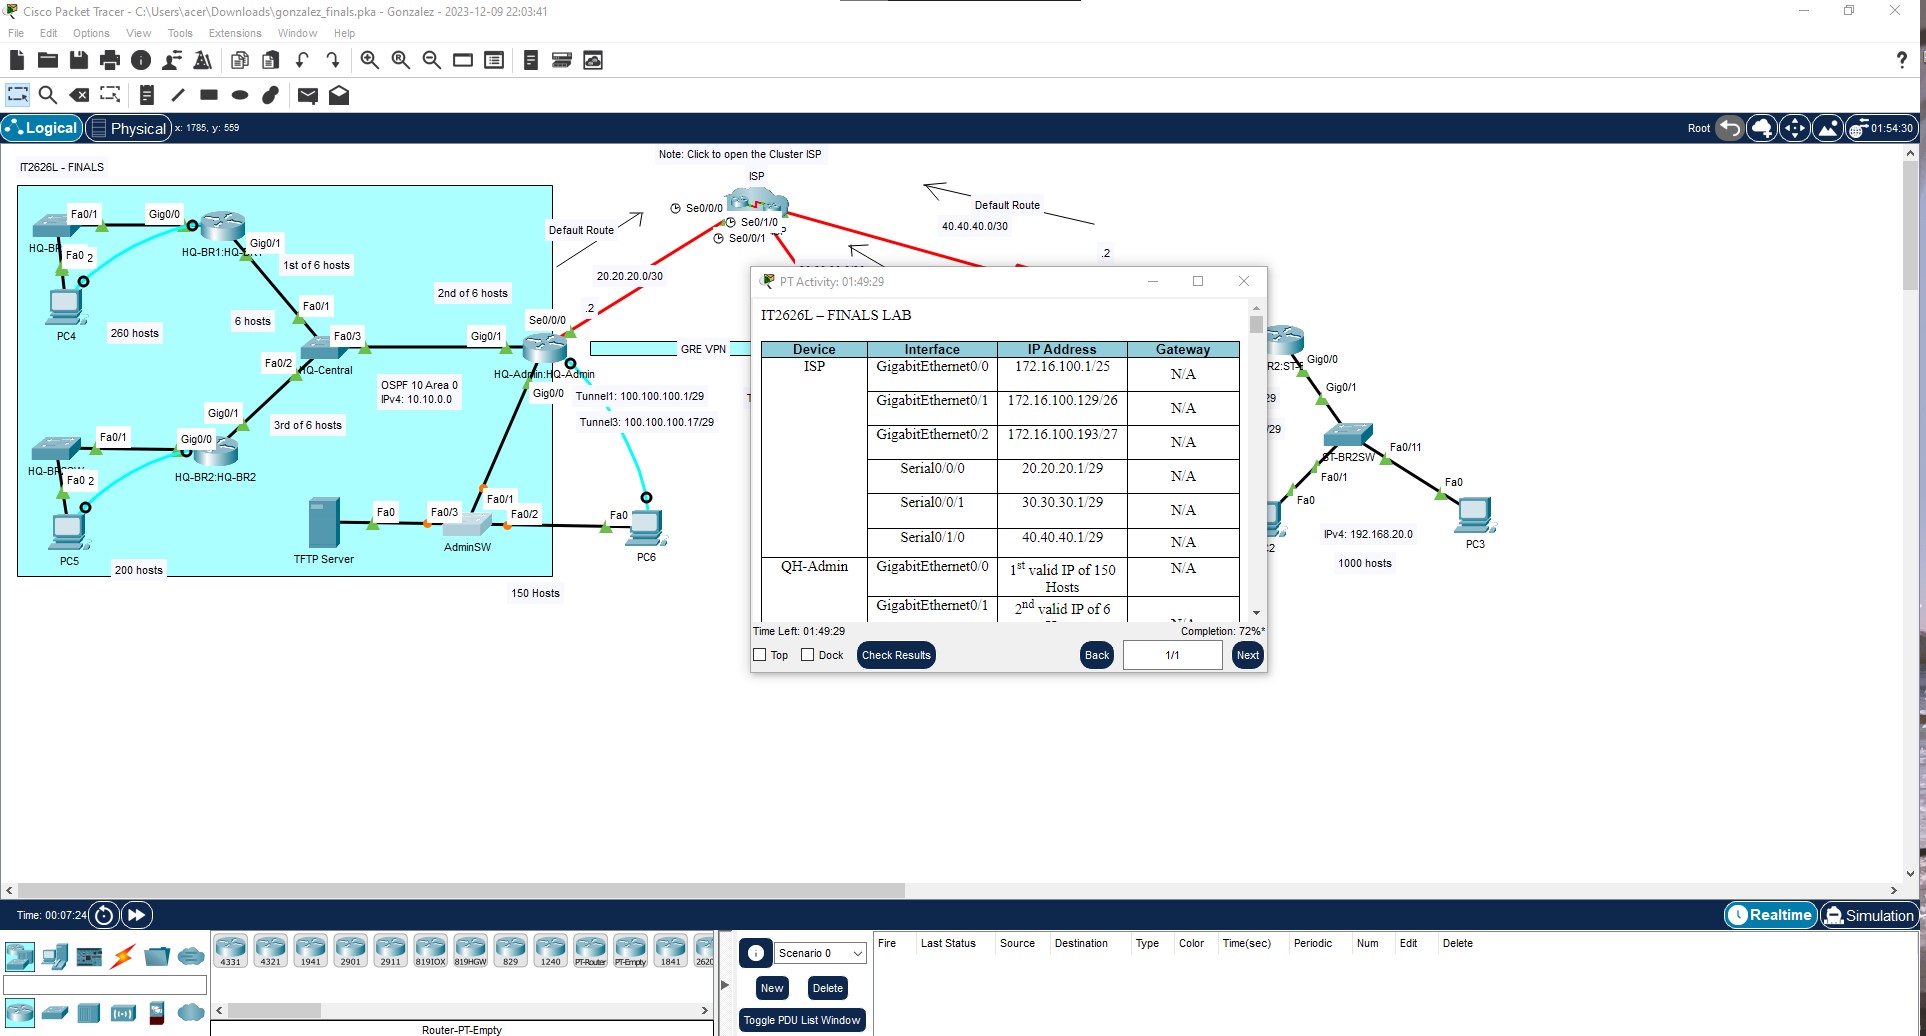 Cisco Packet Tracer - C:\Users\acer\Downloads\gonzalez_finals.pka - Gonzalez - 2023-12-09 22:03:41
File Edit Options View Tools Extensions Window Help
?
Logical Physical x: 1785, y: 559
Root 01:54:30
IT2626L - FINALS
Note: Click to open the Cluster ISP
ISP
Se0/0/0
Se0/1/0
Se0/0/1
Default Route
Default Route
40.40.40.0/30
.2
20.20.20.0/30
.2
Fa0/1
Gig0/0
HQ-BR1:HQ-BR1
Gig0/1
1st of 6 hosts
2nd of 6 hosts
Fa0 2
PC4
260 hosts
6 hosts
Fa0/1
Fa0/3
Gig0/1
Se0/0/0
Fa0/2
HQ-Central
HQ-Admin:HQ-Admin
Gig0/0
GRE VPN
OSPF 10 Area 0
IPv4: 10.10.0.0
Tunnel1: 100.100.100.1/29
Tunnel3: 100.100.100.17/29
Gig0/1
3rd of 6 hosts
Fa0/1
Gig0/0
HQ-BR2:HQ-BR2
Fa0 2
PC5
200 hosts
Fa0
Fa0/3
Fa0/1
Fa0/2
Fa0
TFTP Server
AdminSW
PC6
150 Hosts
PT Activity: 01:49:29
IT2626L – FINALS LAB
Device Interface IP Address Gateway
ISP GigabitEthernet0/0 172.16.100.1/25 N/A
GigabitEthernet0/1 172.16.100.129/26 N/A
GigabitEthernet0/2 172.16.100.193/27 N/A
Serial0/0/0 20.20.20.1/29 N/A
Serial0/0/1 30.30.30.1/29 N/A
Serial0/1/0 40.40.40.1/29 N/A
QH-Admin GigabitEthernet0/0 1st valid IP of 150 Hosts N/A
GigabitEthernet0/1 2nd valid IP of 6
Time Left: 01:49:29 Completion: 72%*
Top Dock Check Results Back 1/1 Next
Gig0/0
Gig0/1
/29
ST-BR2SW
Fa0/11
Fa0/1
Fa0
Fa0
IPv4: 192.168.20.0
PC3
1000 hosts
Time: 00:07:24
Realtime Simulation
4331 4321 1941 2901 2911 819IOX 819HGW 829 1240 PT-Router PT-Empty 1841 2620
Router-PT-Empty
Scenario 0
New Delete
Toggle PDU List Window
Fire Last Status Source Destination Type Color Time(sec) Periodic Num Edit Delete